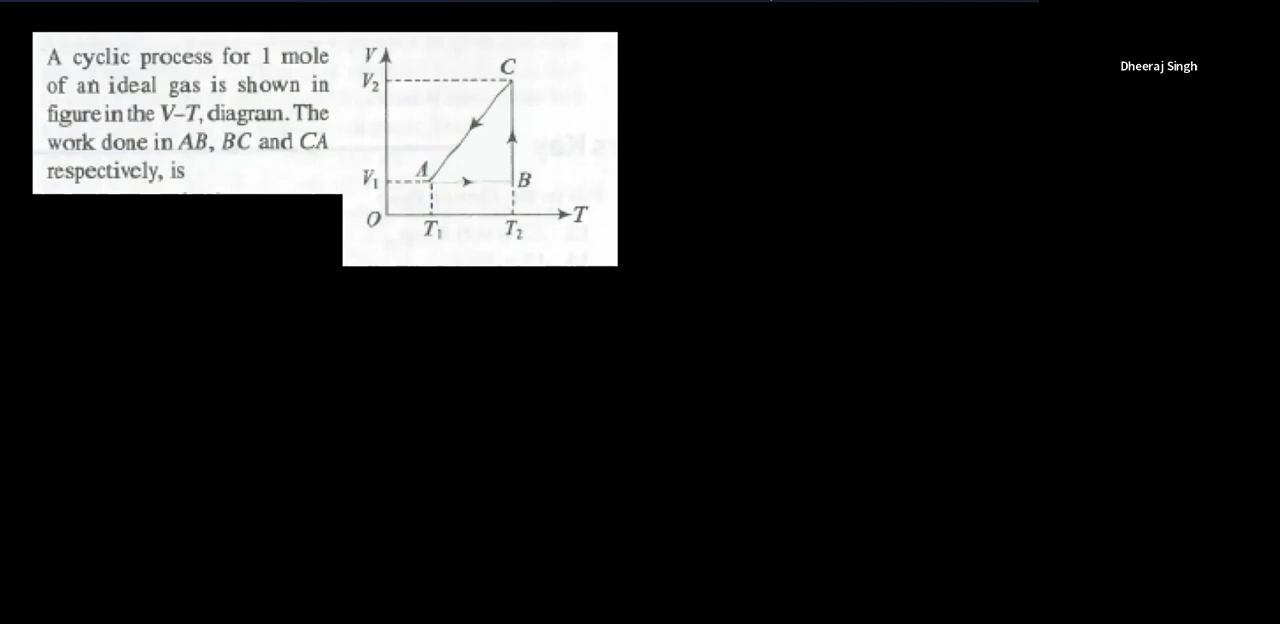 A cyclic process for 1 mole
of an ideal gas is shown in
figure in the V–T, diagram. The
work done in AB, BC and CA
respectively, is
V
C
V₂
A
V₁
B
O
T₁
T₂
T
Dheeraj Singh